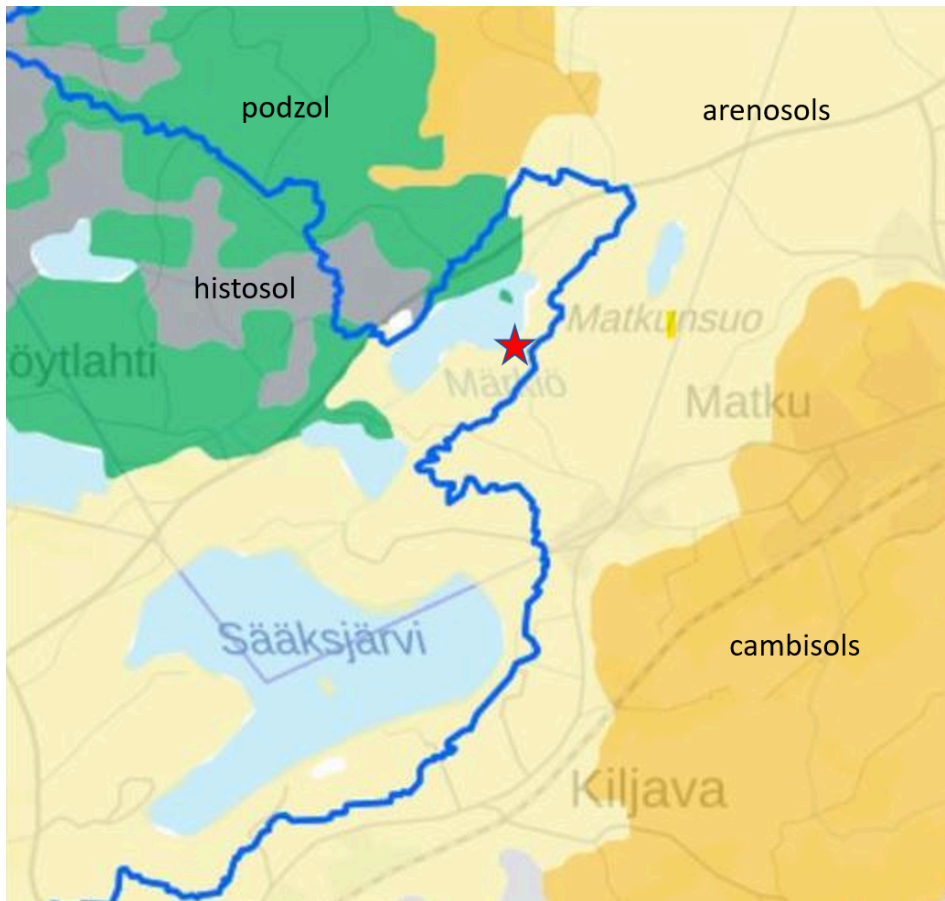 podzol
arenosols
histosol
Matkunsuo
öytlahti
Märkiö
Matku
Sääksjärvi
cambisols
Kiljava